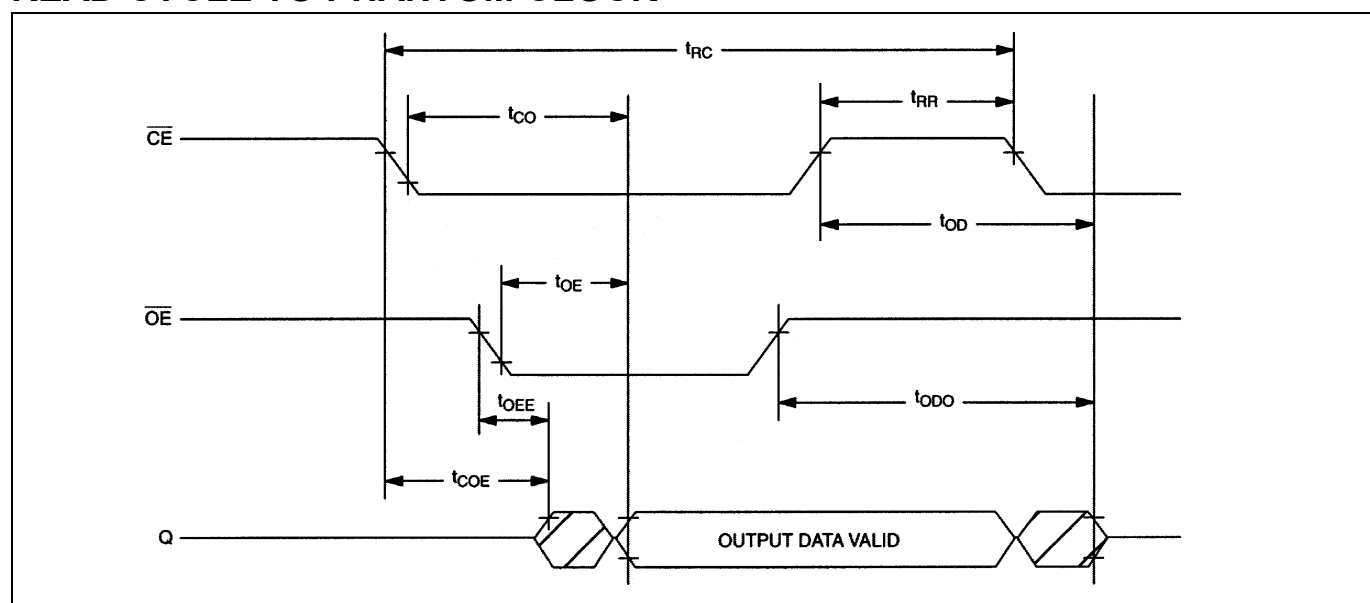 READ CYCLE TO PHANTOM CLOCK
tRC
tRR
tCO
CE
tOD
tOE
OE
tODO
tOEE
tCOE
Q
OUTPUT DATA VALID